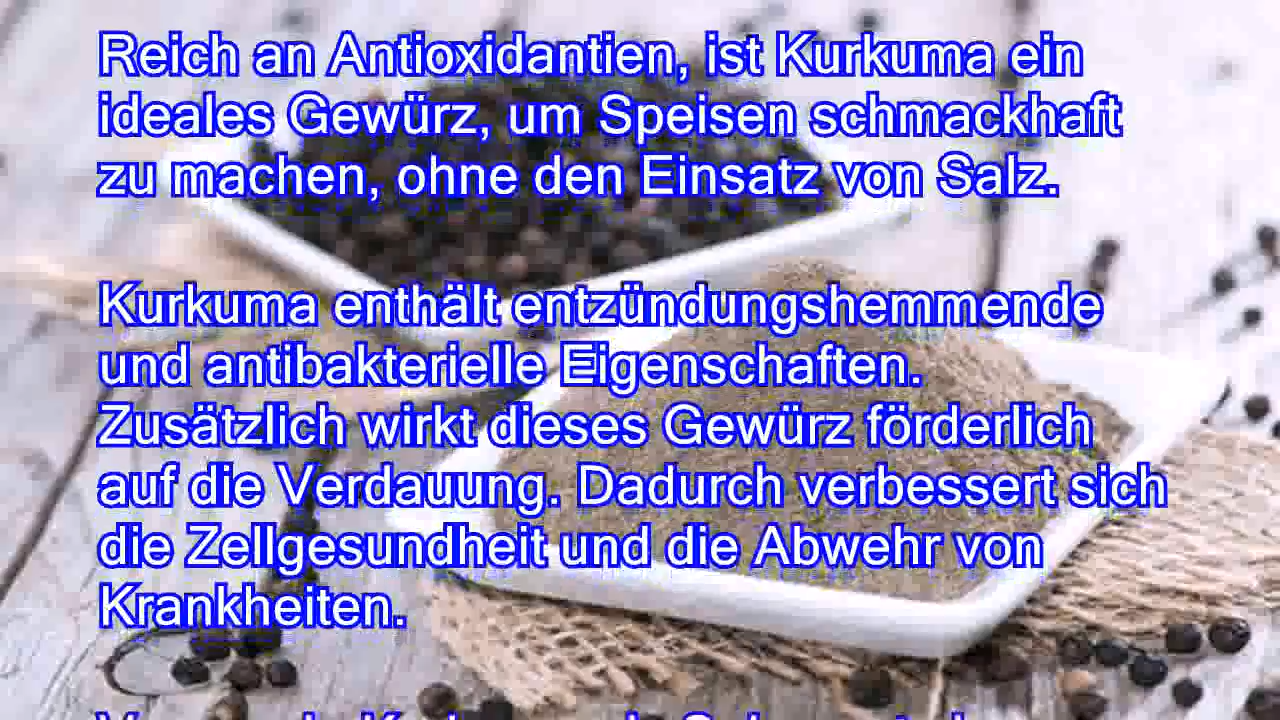 Reich an Antioxidantien, ist Kurkuma ein
ideales Gewürz, um Speisen schmackhaft
zu machen, ohne den Einsatz von Salz.
Kurkuma enthält entzündungshemmende
und antibakterielle Eigenschaften.
Zusätzlich wirkt dieses Gewürz förderlich
auf die Verdauung. Dadurch verbessert sich
die Zellgesundheit und die Abwehr von
Krankheiten.